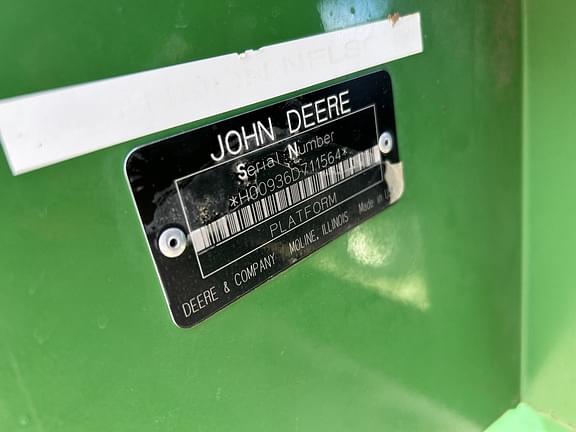 JOHN DEERE
Serial Number
*H00936D711564*
PLATFORM
DEERE & COMPANY MOLINE, ILLINOIS Made in